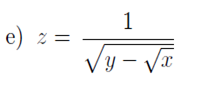 e) z = 1/√(y − √x)